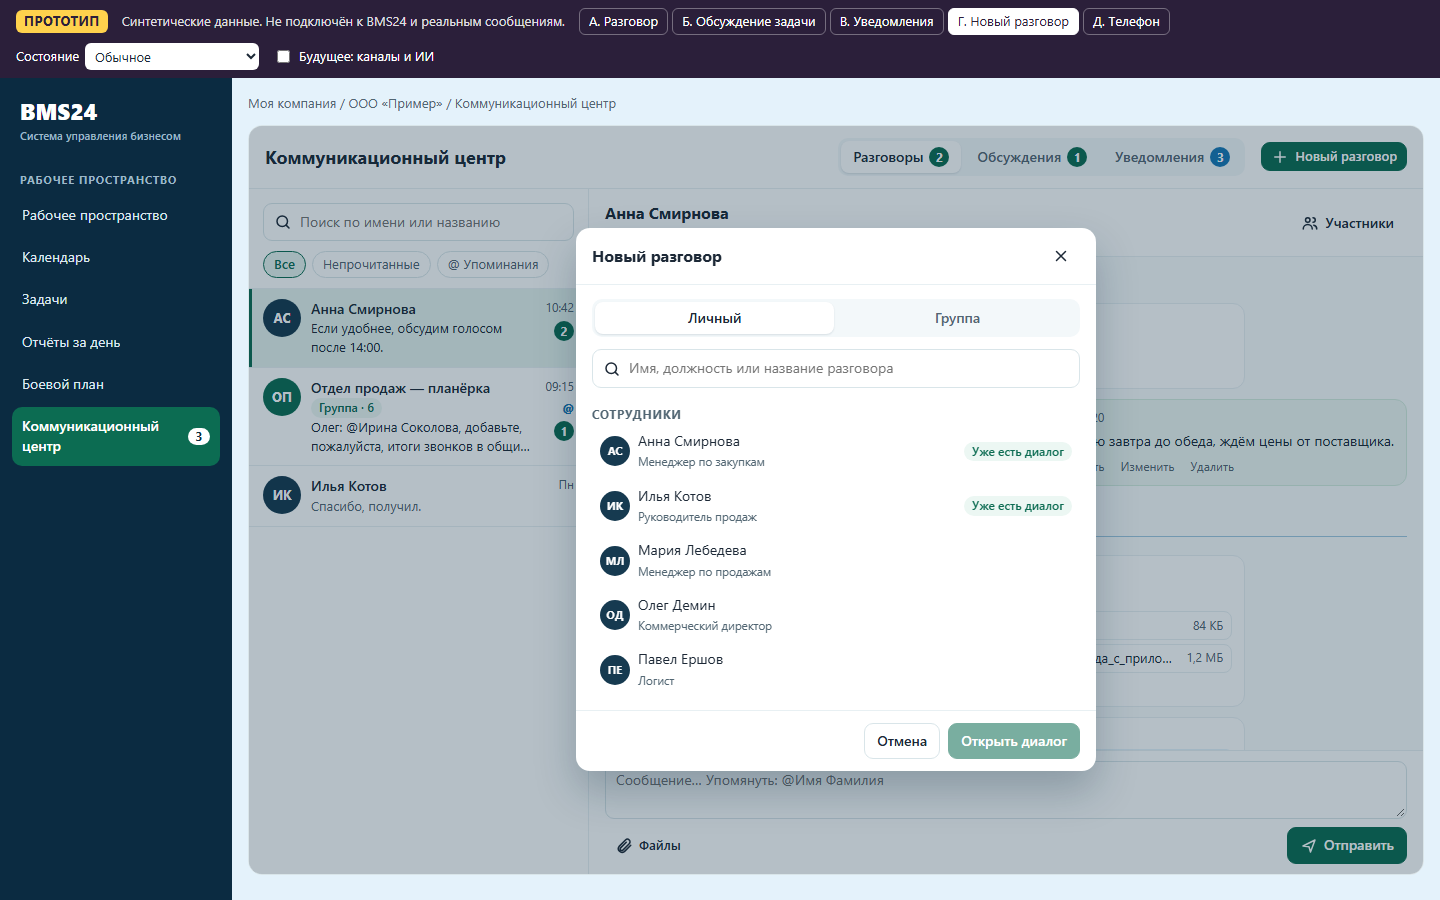 ПРОТОТИП Синтетические данные. Не подключён к BMS24 и реальным сообщениям. А. Разговор Б. Обсуждение задачи В. Уведомления Г. Новый разговор Д. Телефон
Состояние Обычное Будущее: каналы и ИИ
BMS24
Система управления бизнесом
РАБОЧЕЕ ПРОСТРАНСТВО
Рабочее пространство
Календарь
Задачи
Отчёты за день
Боевой план
Коммуникационный
центр
3
Моя компания / ООО «Пример» / Коммуникационный центр
Коммуникационный центр
Разговоры 2 Обсуждения 1 Уведомления 3
Новый разговор
Поиск по имени или названию
Все Непрочитанные @ Упоминания
АС Анна Смирнова 10:42
Если удобнее, обсудим голосом
после 14:00.
2
ОП Отдел продаж — планёрка 09:15
Группа · 6 @
Олег: @Ирина Соколова, добавьте,
пожалуйста, итоги звонков в общи...
1
ИК Илья Котов Пн
Спасибо, получил.
Анна Смирнова
Участники
Новый разговор
Личный Группа
Имя, должность или название разговора
СОТРУДНИКИ
АС Анна Смирнова
Менеджер по закупкам
Уже есть диалог
ИК Илья Котов
Руководитель продаж
Уже есть диалог
МЛ Мария Лебедева
Менеджер по продажам
ОД Олег Демин
Коммерческий директор
ПЕ Павел Ершов
Логист
Отмена Открыть диалог
завтра до обеда, ждём цены от поставщика.
Изменить Удалить
84 КБ
1,2 МБ
Сообщение... Упомянуть: @Имя Фамилия
Файлы
Отправить